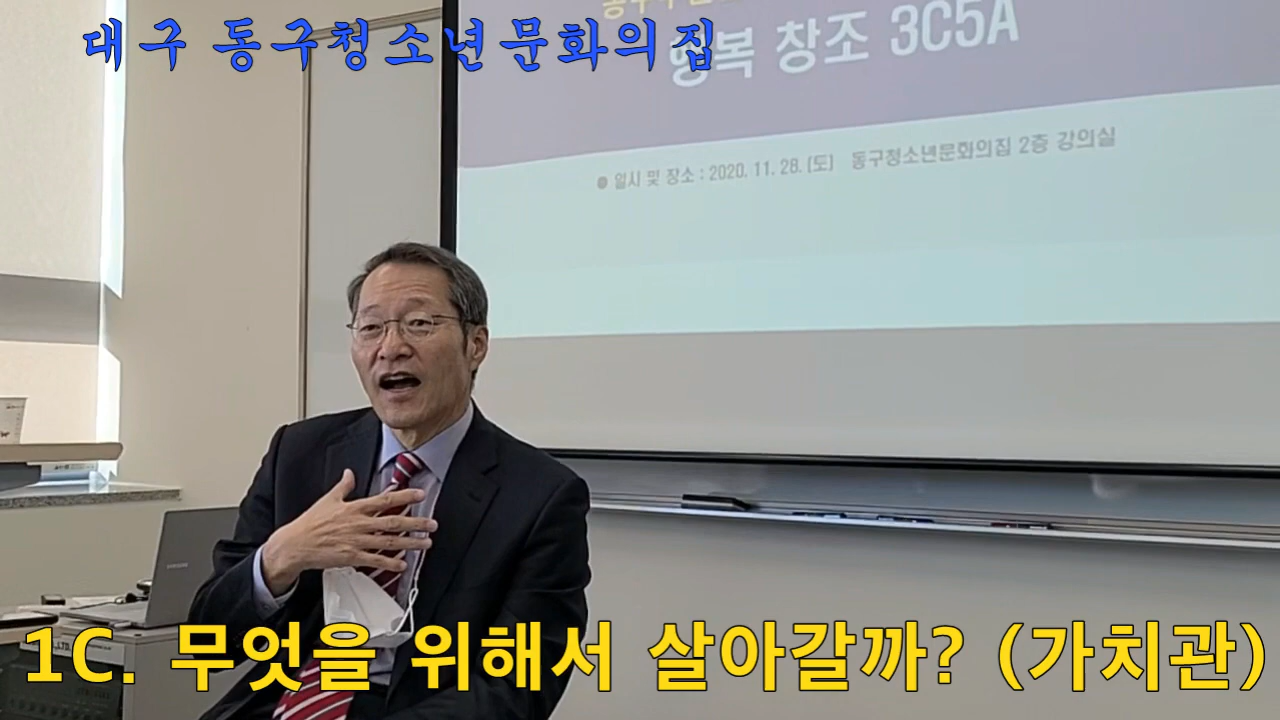 대구 동구청소년문화의집
행복 창조 3C5A
● 일시 및 장소 : 2020. 11. 28. (토) 동구청소년문화의집 2층 강의실
SAMSUNG
1C. 무엇을 위해서 살아갈까? (가치관)